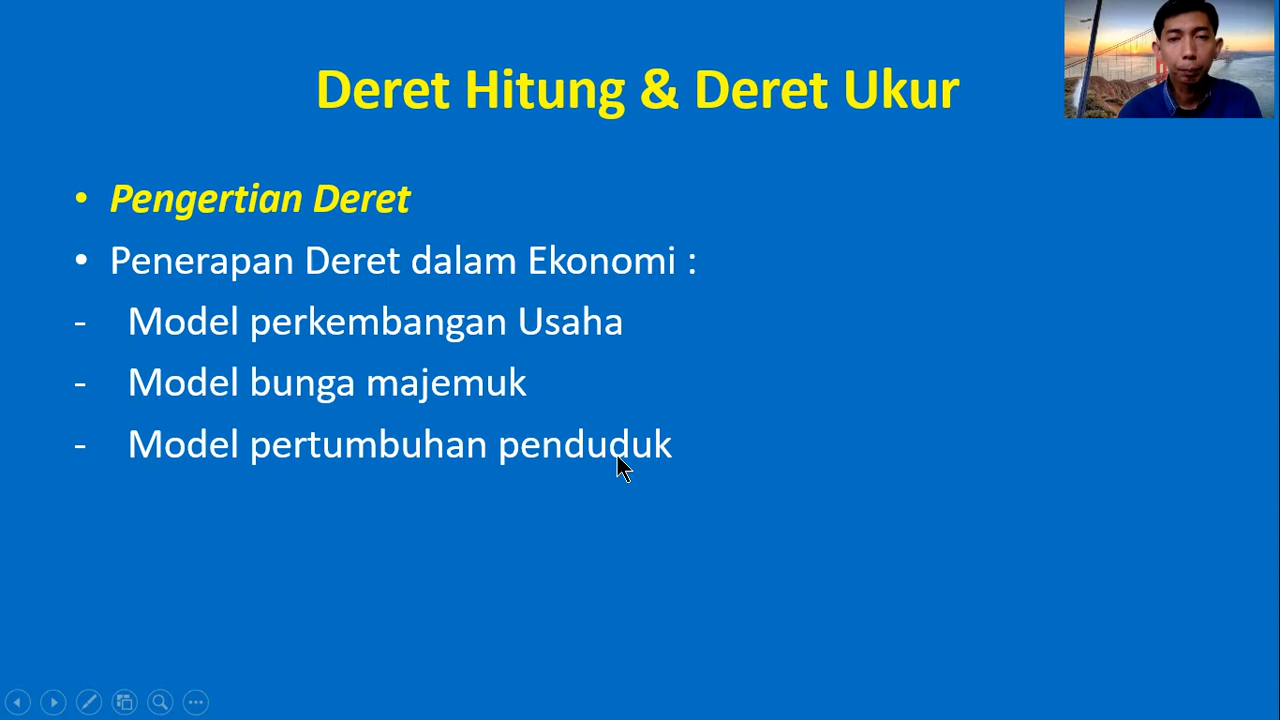 Deret Hitung & Deret Ukur
• Pengertian Deret
• Penerapan Deret dalam Ekonomi :
- Model perkembangan Usaha
- Model bunga majemuk
- Model pertumbuhan penduduk